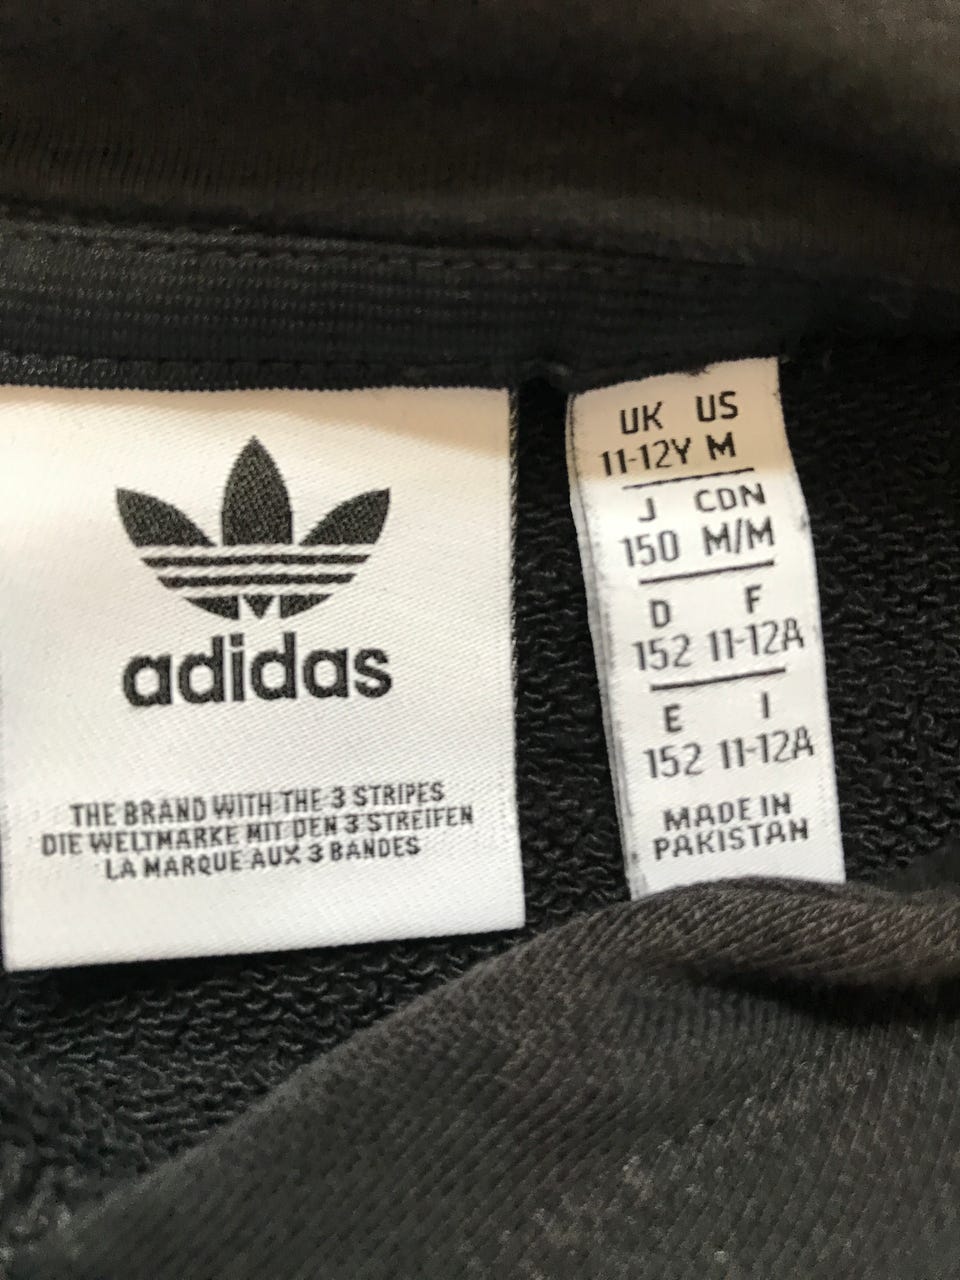 adidas
THE BRAND WITH THE 3 STRIPES
DIE WELTMARKE MIT DEN 3 STREIFEN
LA MARQUE AUX 3 BANDES
UK US
11-12Y M
J CDN
150 M/M
D F
152 11-12A
E I
152 11-12A
MADE IN
PAKISTAN